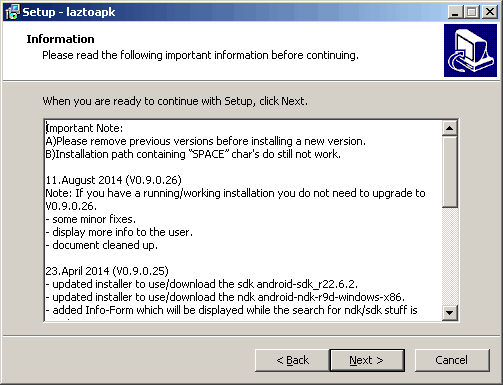 Setup - laztoapk
Information
Please read the following important information before continuing.
When you are ready to continue with Setup, click Next.
Important Note:
A)Please remove previous versions before installing a new version.
B)Installation path containing "SPACE" char's do still not work.
11.August 2014 (V0.9.0.26)
Note: If you have a running/working installation you do not need to upgrade to
V0.9.0.26.
- some minor fixes.
- display more info to the user.
- document cleaned up.
23.April 2014 (V0.9.0.25)
- updated installer to use/download the sdk android-sdk_r22.6.2.
- updated installer to use/download the ndk android-ndk-r9d-windows-x86.
- added Info-Form which will be displayed while the search for ndk/sdk stuff is
< Back
Next >
Cancel